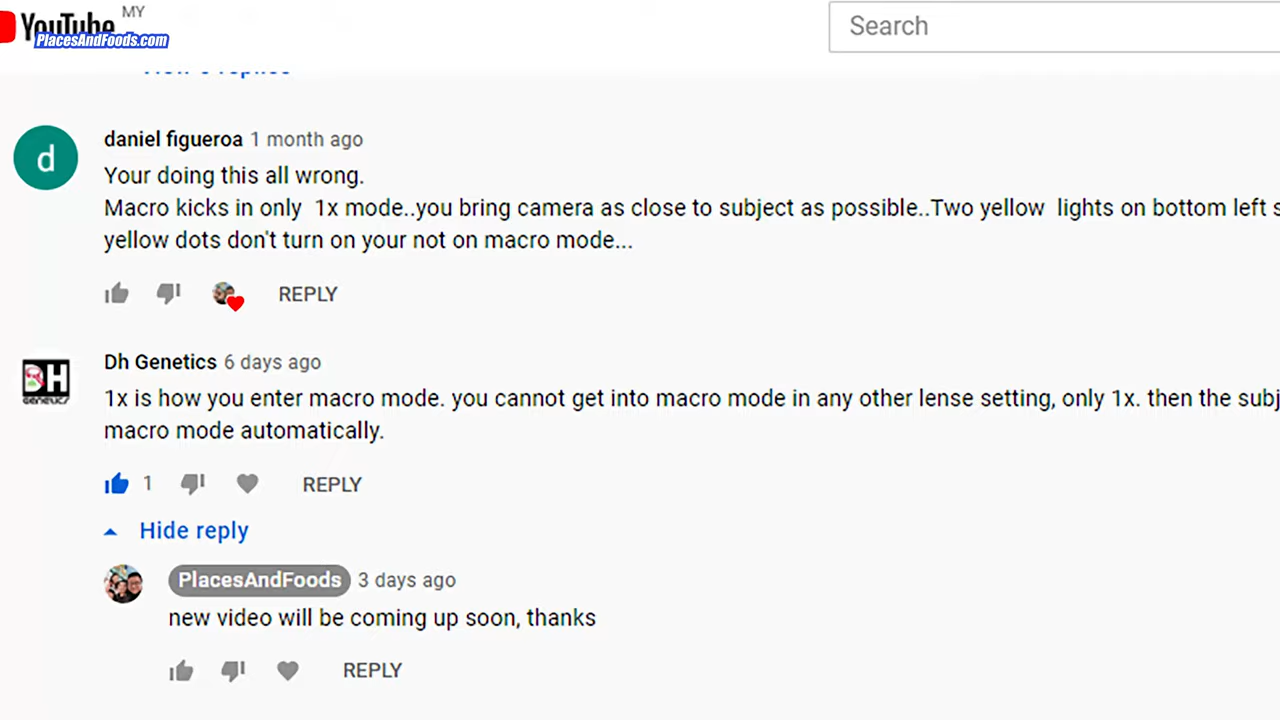 YouTube MY
PlacesAndFoods.com
Search
daniel figueroa 1 month ago
Your doing this all wrong.
Macro kicks in only 1x mode..you bring camera as close to subject as possible..Two yellow lights on bottom left
yellow dots don't turn on your not on macro mode...
REPLY
DH
GENETICS
Dh Genetics 6 days ago
1x is how you enter macro mode. you cannot get into macro mode in any other lense setting, only 1x. then the
macro mode automatically.
1 REPLY
Hide reply
PlacesAndFoods 3 days ago
new video will be coming up soon, thanks
REPLY
d